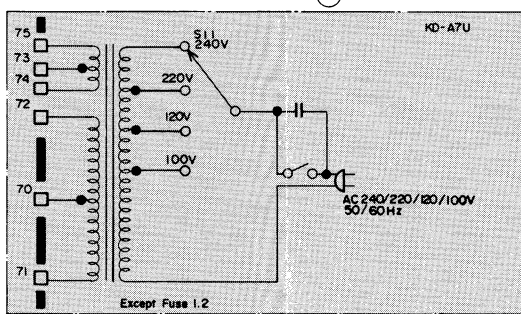 KD-A7U
75
S11
240V
73
74
220V
72
120V
100V
70
AC 240/220/120/100V
50/60Hz
71
Except Fuse 1.2